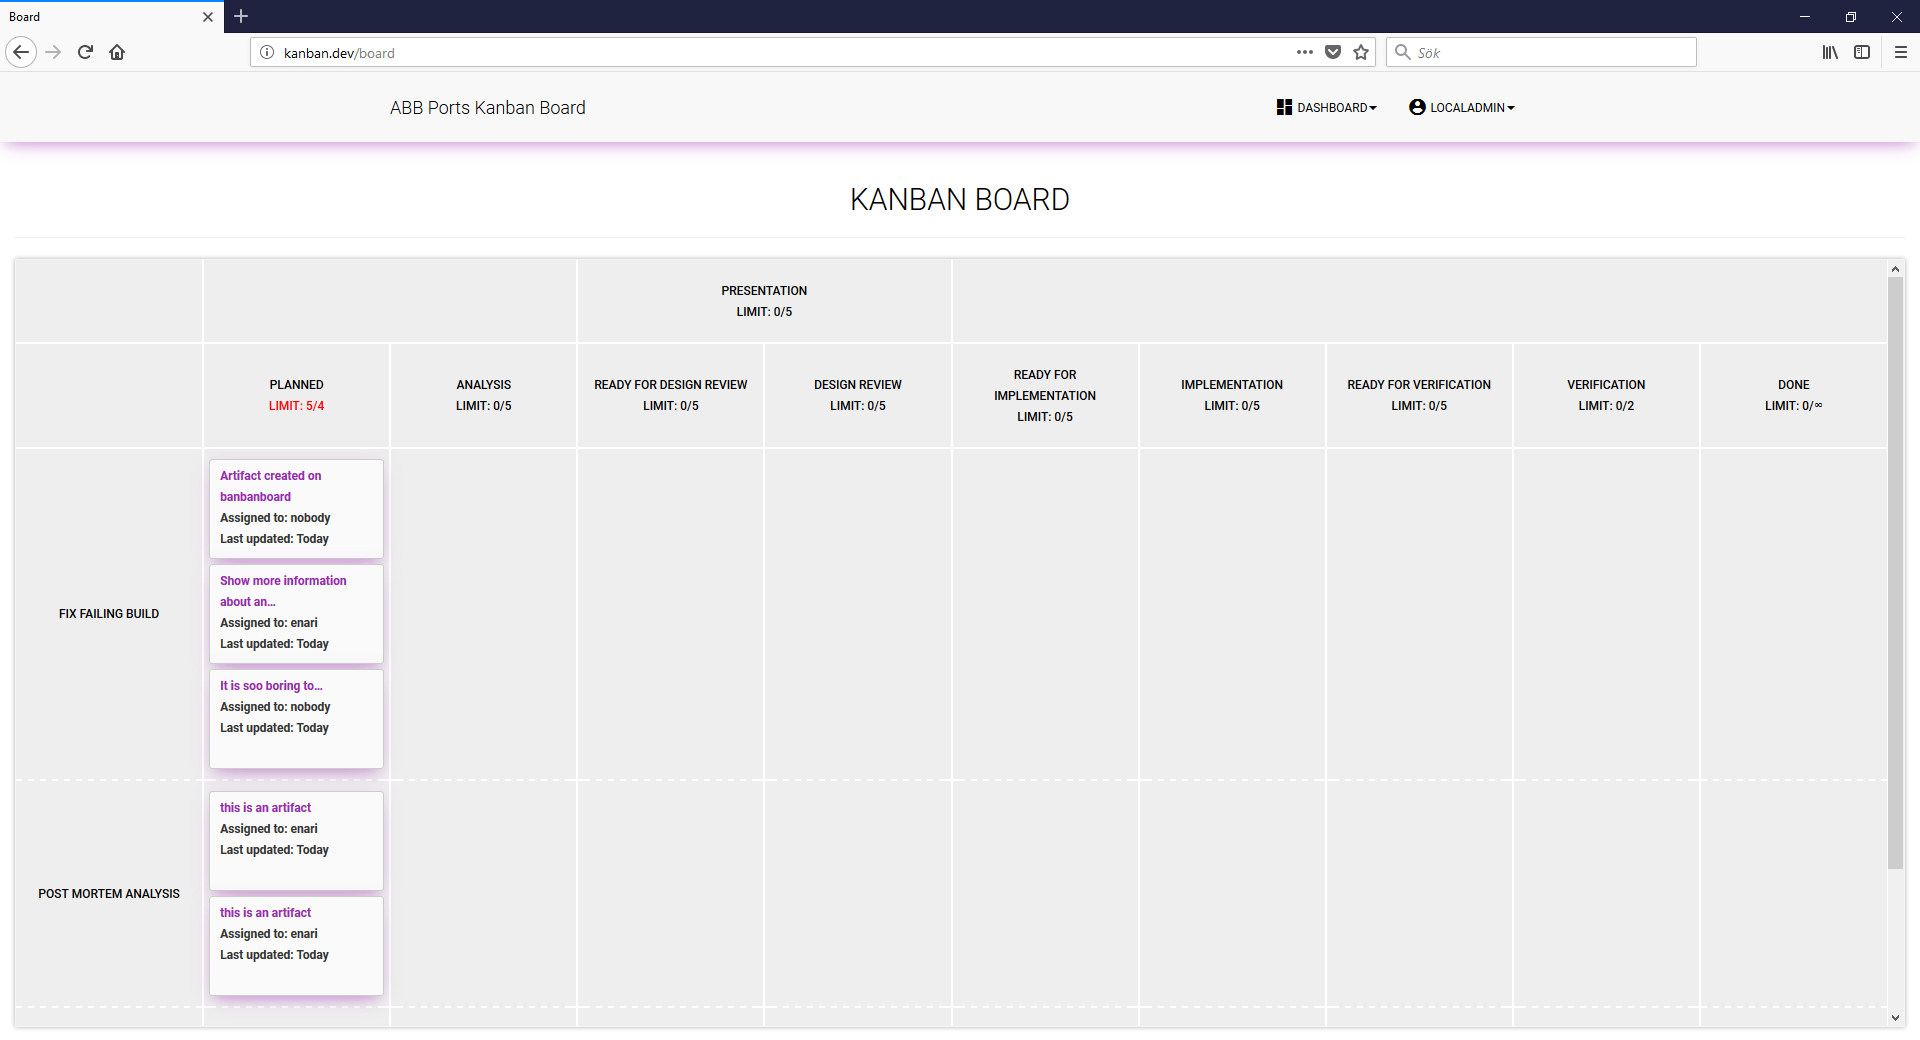 Board
kanban.dev/board
Sök
ABB Ports Kanban Board
DASHBOARD
LOCALADMIN
KANBAN BOARD
PRESENTATION
LIMIT: 0/5
PLANNED
LIMIT: 5/4
ANALYSIS
LIMIT: 0/5
READY FOR DESIGN REVIEW
LIMIT: 0/5
DESIGN REVIEW
LIMIT: 0/5
READY FOR
IMPLEMENTATION
LIMIT: 0/5
IMPLEMENTATION
LIMIT: 0/5
READY FOR VERIFICATION
LIMIT: 0/5
VERIFICATION
LIMIT: 0/2
DONE
LIMIT: 0/∞
FIX FAILING BUILD
Artifact created on
banbanboard
Assigned to: nobody
Last updated: Today
Show more information
about an...
Assigned to: enari
Last updated: Today
It is soo boring to...
Assigned to: nobody
Last updated: Today
POST MORTEM ANALYSIS
this is an artifact
Assigned to: enari
Last updated: Today
this is an artifact
Assigned to: enari
Last updated: Today